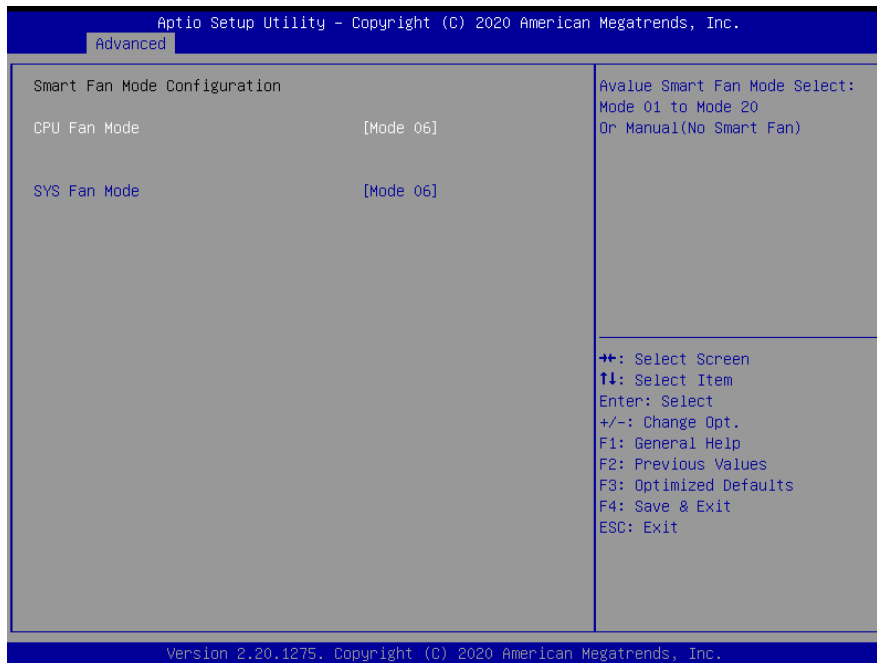 Aptio Setup Utility – Copyright (C) 2020 American Megatrends, Inc.
Advanced
Smart Fan Mode Configuration
CPU Fan Mode [Mode 06]
SYS Fan Mode [Mode 06]
Avalue Smart Fan Mode Select:
Mode 01 to Mode 20
Or Manual(No Smart Fan)
→←: Select Screen
↑↓: Select Item
Enter: Select
+/-: Change Opt.
F1: General Help
F2: Previous Values
F3: Optimized Defaults
F4: Save & Exit
ESC: Exit
Version 2.20.1275. Copyright (C) 2020 American Megatrends, Inc.